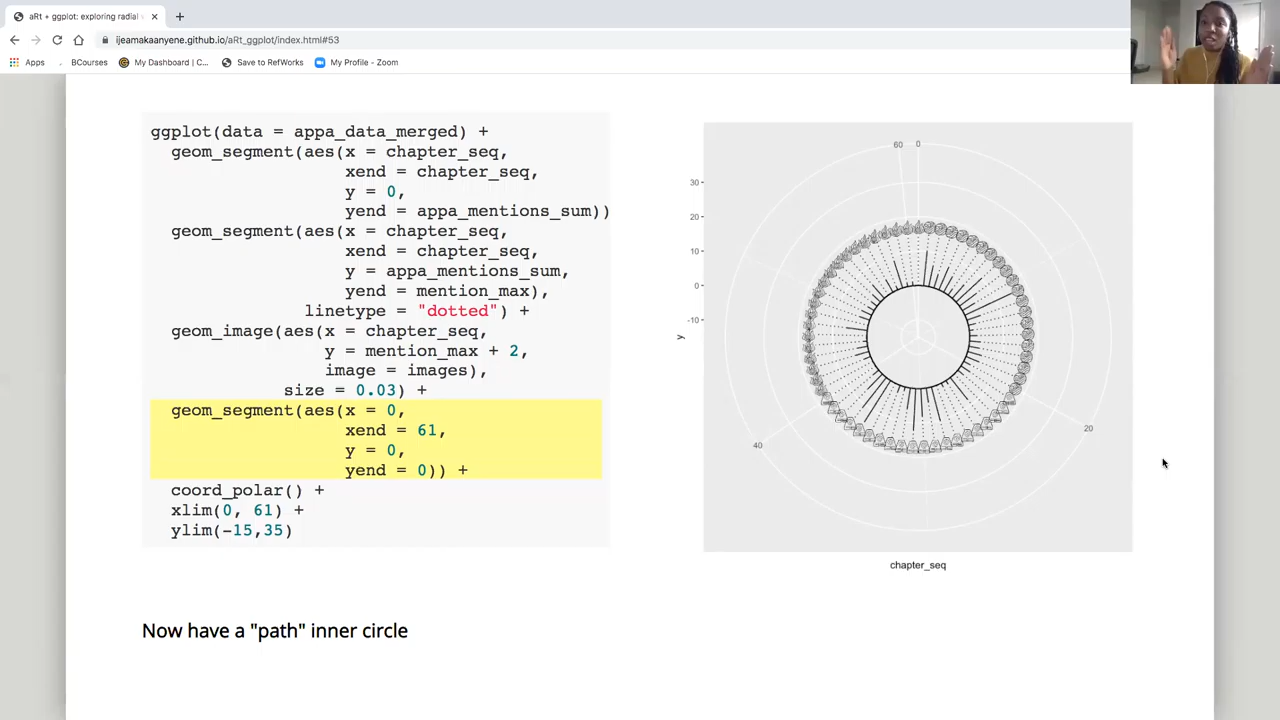 aRt + ggplot: exploring radial
ijeamakaanyene.github.io/aRt_ggplot/index.html#53
Apps BCourses My Dashboard | C... Save to RefWorks My Profile - Zoom
ggplot(data = appa_data_merged) +
geom_segment(aes(x = chapter_seq,
xend = chapter_seq,
y = 0,
yend = appa_mentions_sum))
geom_segment(aes(x = chapter_seq,
xend = chapter_seq,
y = appa_mentions_sum,
yend = mention_max),
linetype = "dotted") +
geom_image(aes(x = chapter_seq,
y = mention_max + 2,
image = images),
size = 0.03) +
geom_segment(aes(x = 0,
xend = 61,
y = 0,
yend = 0)) +
coord_polar() +
xlim(0, 61) +
ylim(-15,35)
60 0
30
20
10
0
-10
y
20
40
chapter_seq
Now have a "path" inner circle